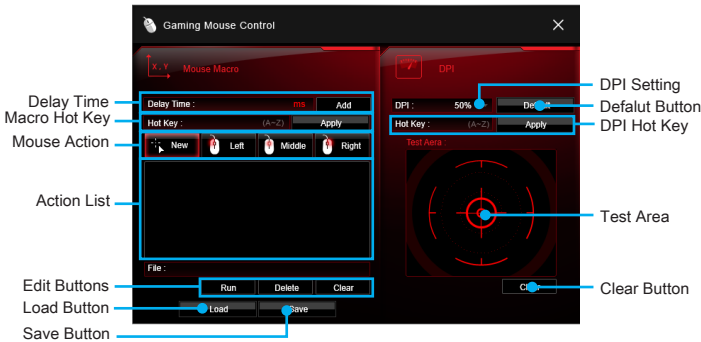 Gaming Mouse Control
X , Y
Mouse Macro
DPI
Delay Time
Delay Time :
ms
Add
DPI :
50%
Default
DPI Setting
Defalut Button
Macro Hot Key
Hot Key :
(A~Z)
Apply
Hot Key :
(A~Z)
Apply
DPI Hot Key
Mouse Action
New
Left
Middle
Right
Test Aera :
Action List
Test Area
File :
Edit Buttons
Run
Delete
Clear
Clear
Clear Button
Load Button
Load
Save
Save Button